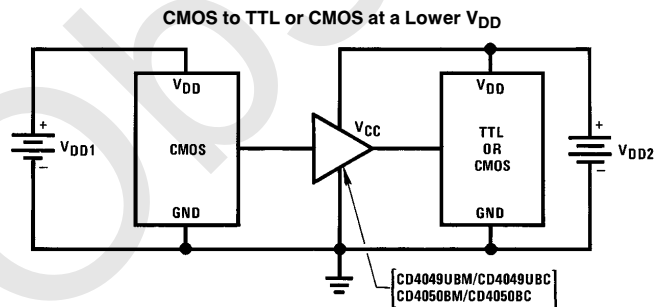 CMOS to TTL or CMOS at a Lower VDD
VDD
VDD
+
VDD1
–
CMOS
VCC
TTL
OR
CMOS
+
VDD2
–
GND
GND
CD4049UBM/CD4049UBC
CD4050BM/CD4050BC